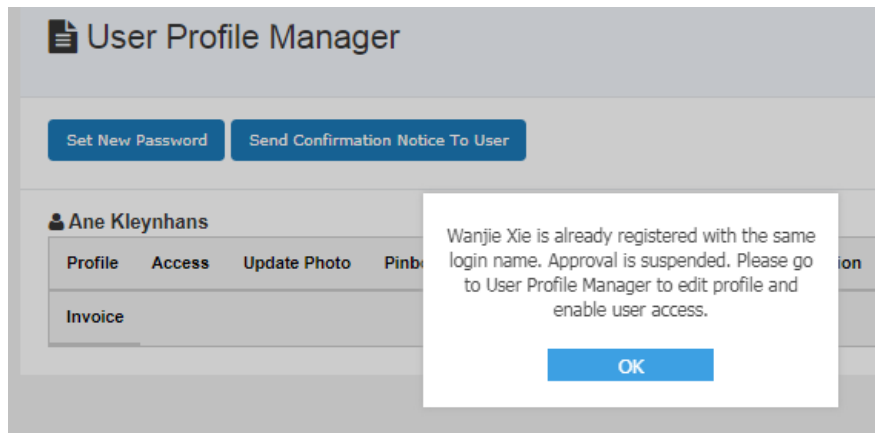 User Profile Manager
Set New Password Send Confirmation Notice To User
Ane Kleynhans
Profile Access Update Photo
Invoice
Wanjie Xie is already registered with the same
login name. Approval is suspended. Please go
to User Profile Manager to edit profile and
enable user access.
OK